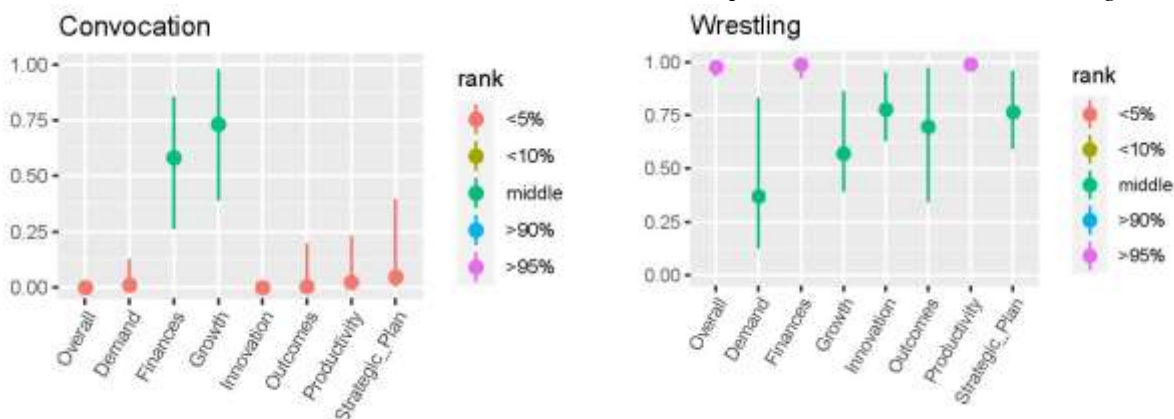 Convocation
1.00
0.75
0.50
0.25
0.00
Overall
Demand
Finances
Growth
Innovation
Outcomes
Productivity
Strategic_Plan
rank
<5%
<10%
middle
>90%
>95%
Wrestling
1.00
0.75
0.50
0.25
0.00
Overall
Demand
Finances
Growth
Innovation
Outcomes
Productivity
Strategic_Plan
rank
<5%
<10%
middle
>90%
>95%